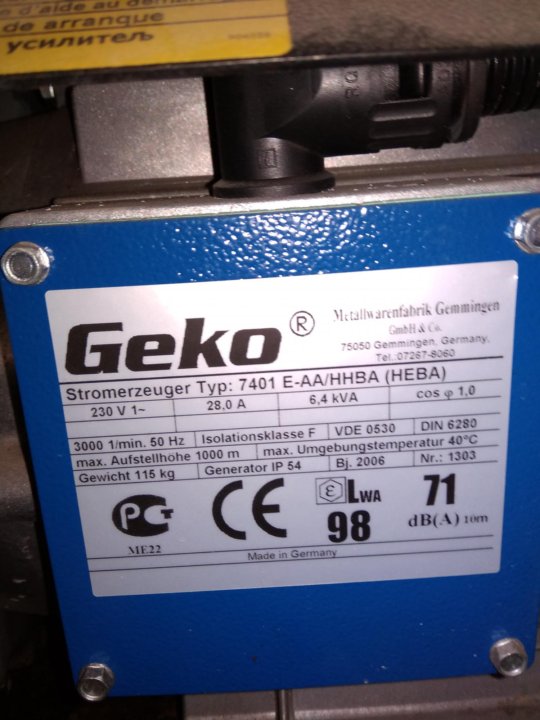 o d'aide au déma
de arranque
усилитель
Geko ®
Metallwarenfabrik Gemmingen
GmbH & Co.
75050 Gemmingen, Germany.
Tel.:07267-8060
Stromerzeuger Typ: 7401 E-AA/HHBA (HEBA)
230 V 1~ 28,0 A 6,4 kVA cos φ 1,0
3000 1/min. 50 Hz Isolationsklasse F VDE 0530 DIN 6280
max. Aufstellhöhe 1000 m max. Umgebungstemperatur 40°C
Gewicht 115 kg Generator IP 54 Bj. 2006 Nr.: 1303
РСТ CE ε LWA 71
ME22 98 dB(A) 10m
Made in Germany